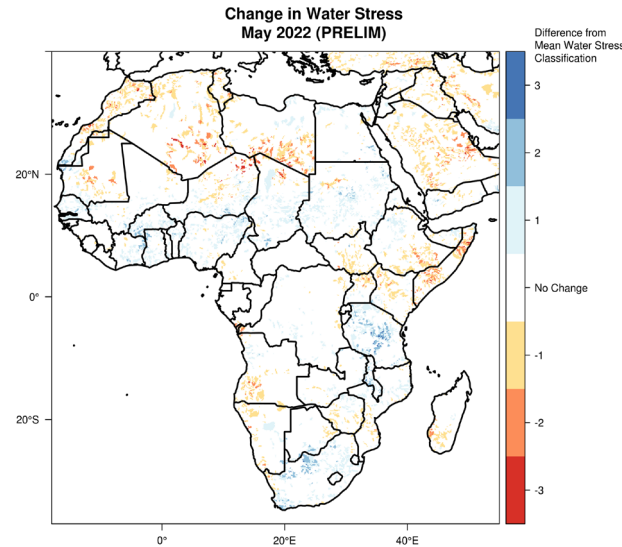 Change in Water Stress
May 2022 (PRELIM)
Difference from
Mean Water Stress
Classification
3
2
1
No Change
-1
-2
-3
20°N
0°
20°S
0°
20°E
40°E